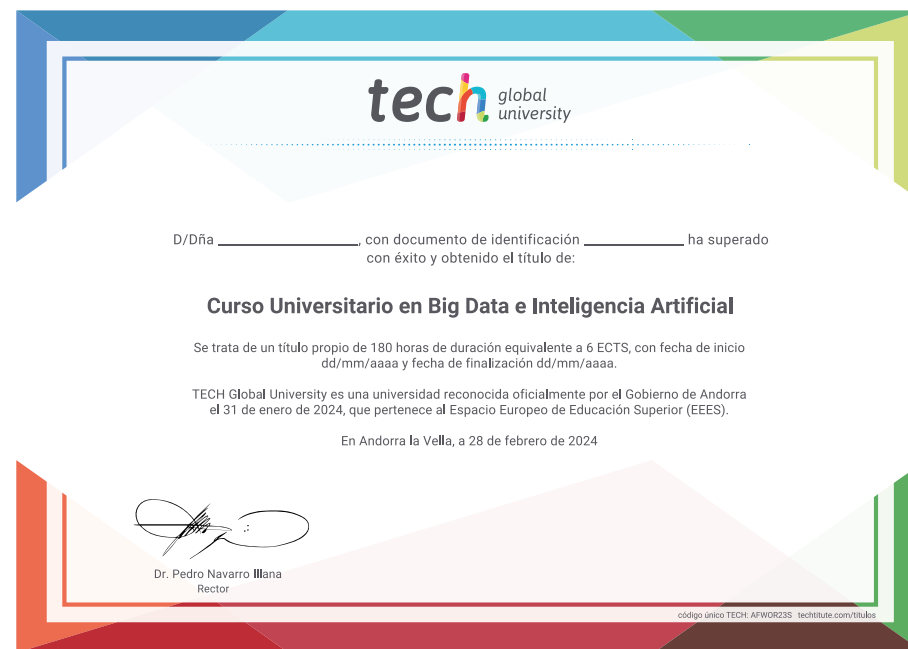 tech global university
D/Dña ______________, con documento de identificación __________ ha superado
con éxito y obtenido el título de:
Curso Universitario en Big Data e Inteligencia Artificial
Se trata de un título propio de 180 horas de duración equivalente a 6 ECTS, con fecha de inicio
dd/mm/aaaa y fecha de finalización dd/mm/aaaa.
TECH Global University es una universidad reconocida oficialmente por el Gobierno de Andorra
el 31 de enero de 2024, que pertenece al Espacio Europeo de Educación Superior (EEES).
En Andorra la Vella, a 28 de febrero de 2024
Dr. Pedro Navarro Illana
Rector
código único TECH: AFWOR23S techtitute.com/titulos